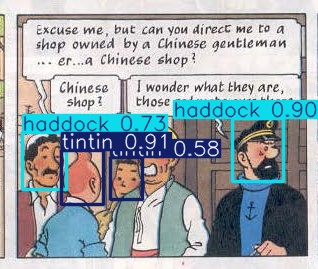 Excuse me, but can you direct me to a
shop owned by a Chinese gentleman
... er...a Chinese shop?
Chinese
shop?
I wonder what they are,
those
haddock 0.73
haddock 0.90
tintin 0.91
tintin 0.58